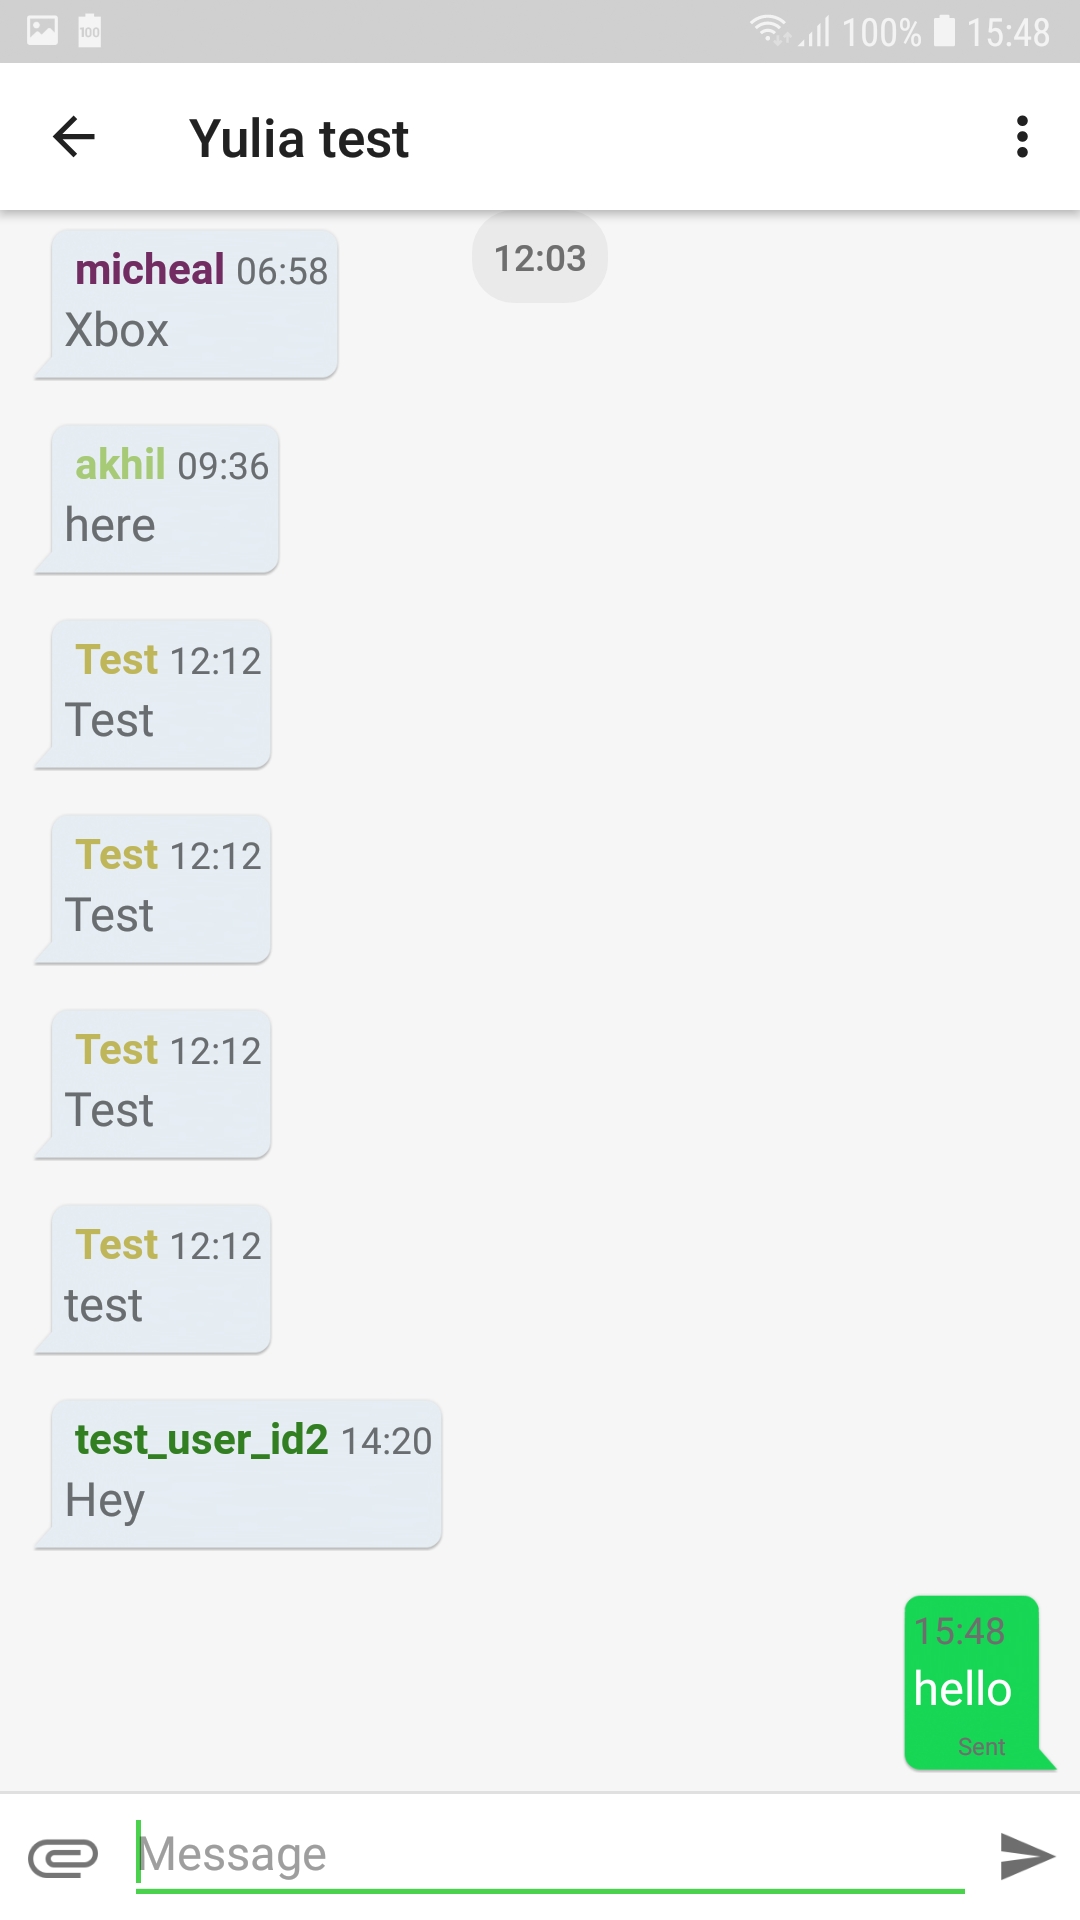 100 100% 15:48
Yulia test
12:03
micheal 06:58
Xbox
akhil 09:36
here
Test 12:12
Test
Test 12:12
Test
Test 12:12
Test
Test 12:12
test
test_user_id2 14:20
Hey
15:48
hello
Sent
Message